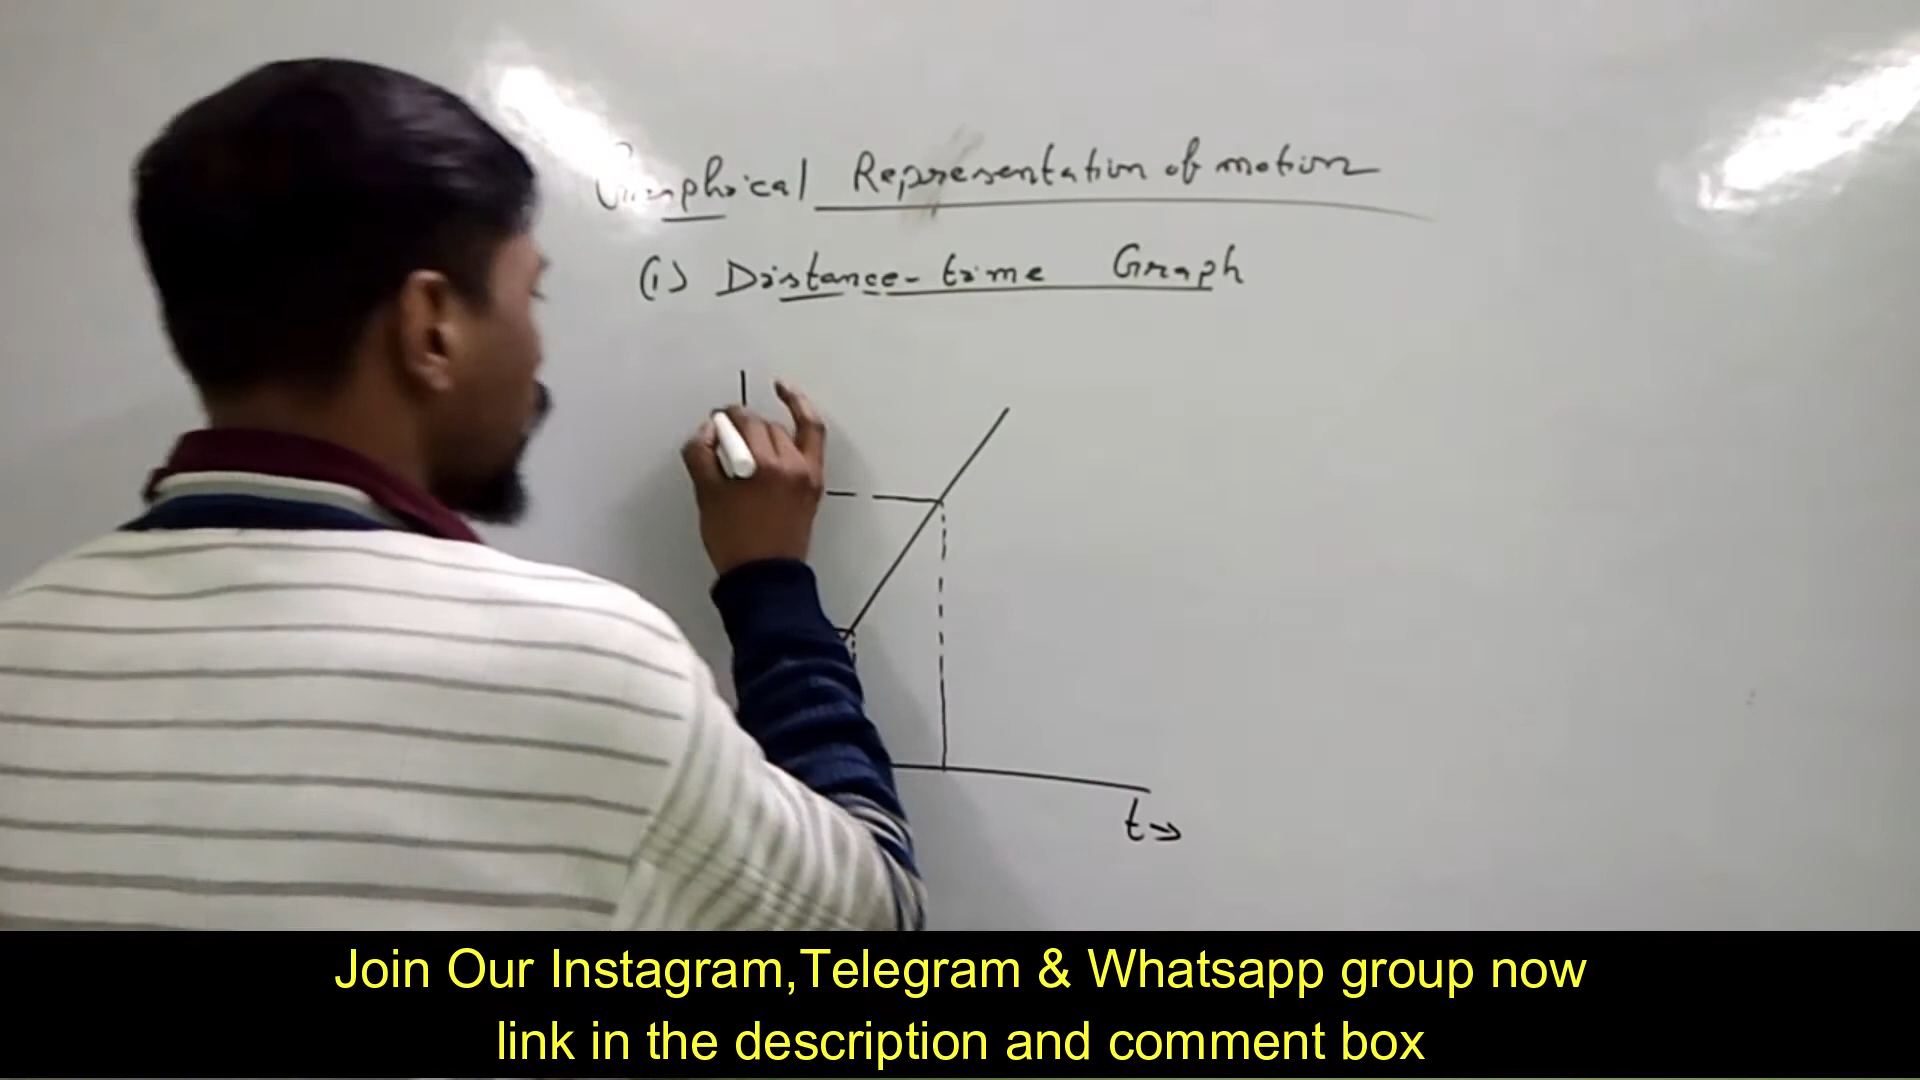 Graphical Representation of motion
(i) Distance-time Graph
t→
Join Our Instagram,Telegram & Whatsapp group now
link in the description and comment box